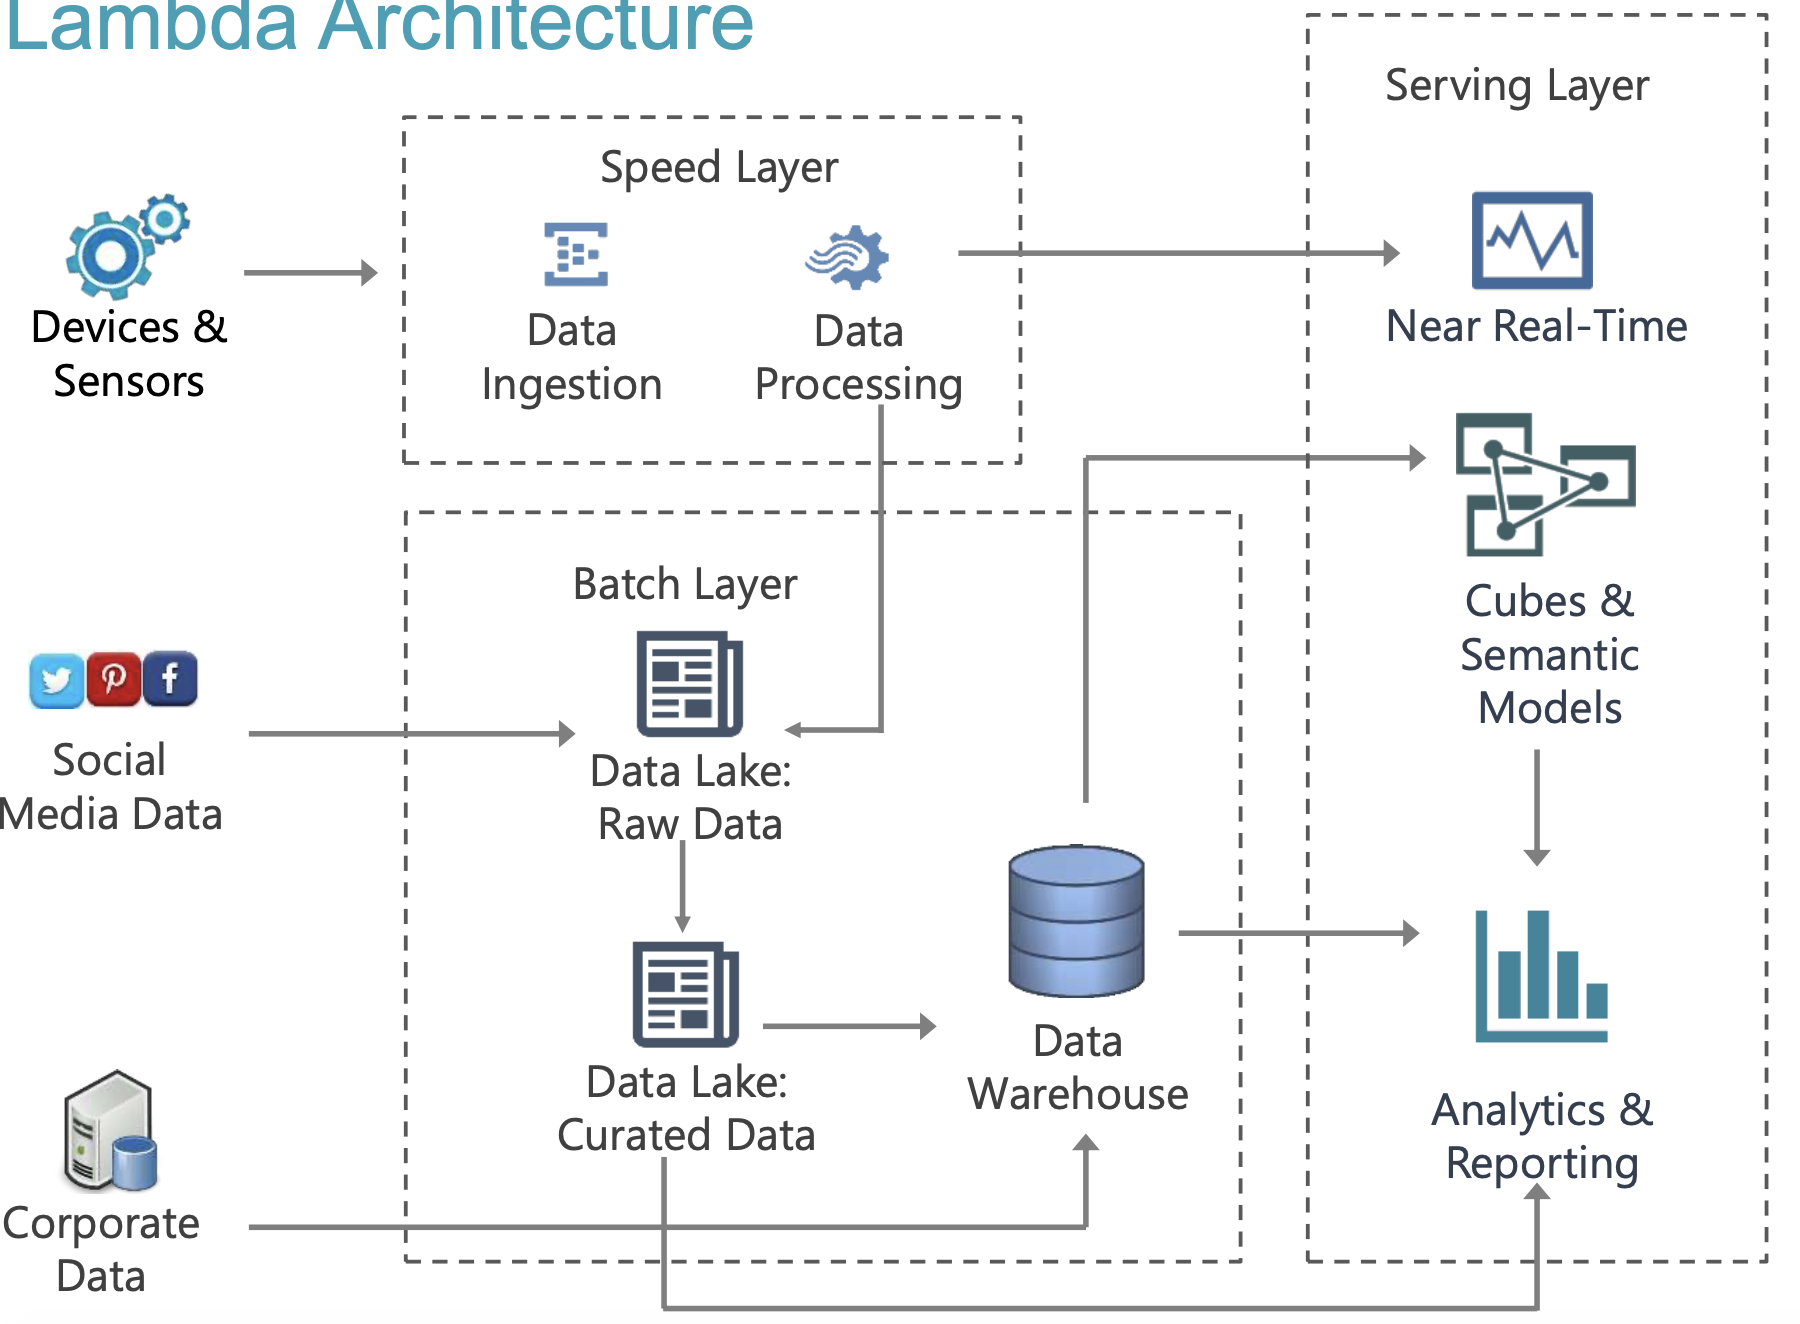 Lambda Architecture
Serving Layer
Speed Layer
Devices &
Sensors
Data
Ingestion
Data
Processing
Near Real-Time
Batch Layer
Cubes &
Semantic
Models
Social
Media Data
Data Lake:
Raw Data
Data Lake:
Curated Data
Data
Warehouse
Analytics &
Reporting
Corporate
Data